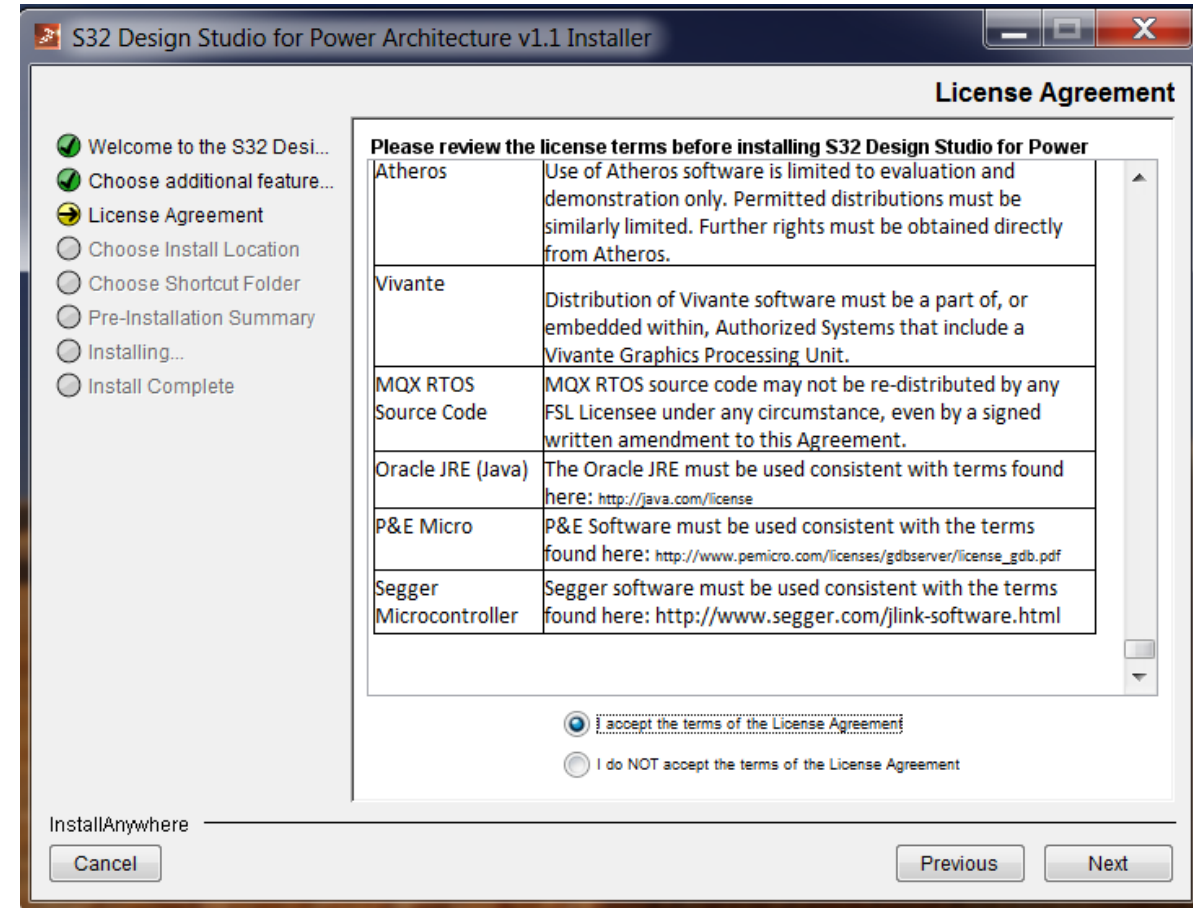 S32 Design Studio for Power Architecture v1.1 Installer
License Agreement
Welcome to the S32 Desi...
Choose additional feature...
License Agreement
Choose Install Location
Choose Shortcut Folder
Pre-Installation Summary
Installing...
Install Complete
Please review the license terms before installing S32 Design Studio for Power
Atheros
Use of Atheros software is limited to evaluation and
demonstration only. Permitted distributions must be
similarly limited. Further rights must be obtained directly
from Atheros.
Vivante
Distribution of Vivante software must be a part of, or
embedded within, Authorized Systems that include a
Vivante Graphics Processing Unit.
MQX RTOS
Source Code
MQX RTOS source code may not be re-distributed by any
FSL Licensee under any circumstance, even by a signed
written amendment to this Agreement.
Oracle JRE (Java)
The Oracle JRE must be used consistent with terms found
here: http://java.com/license
P&E Micro
P&E Software must be used consistent with the terms
found here: http://www.pemicro.com/licenses/gdbserver/license_gdb.pdf
Segger
Microcontroller
Segger software must be used consistent with the terms
found here: http://www.segger.com/jlink-software.html
I accept the terms of the License Agreement
I do NOT accept the terms of the License Agreement
InstallAnywhere
Cancel
Previous
Next